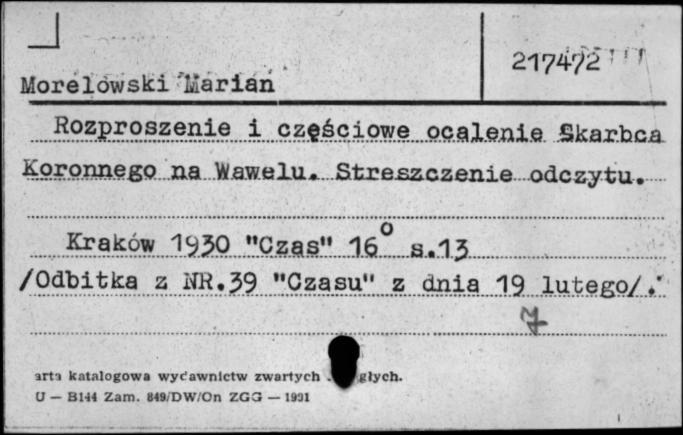 217472
Morelowski Marian
Rozproszenie i częściowe ocalenie Skarbca
Koronnego na Wawelu. Streszczenie odczytu.
Kraków 1930 "Czas" 16° s.13
/Odbitka z NR.39 "Czasu" z dnia 19 lutego/.
arta katalogowa wydawnictw zwartych głych.
U — B144 Zam. 849/DW/On ZGG — 1991